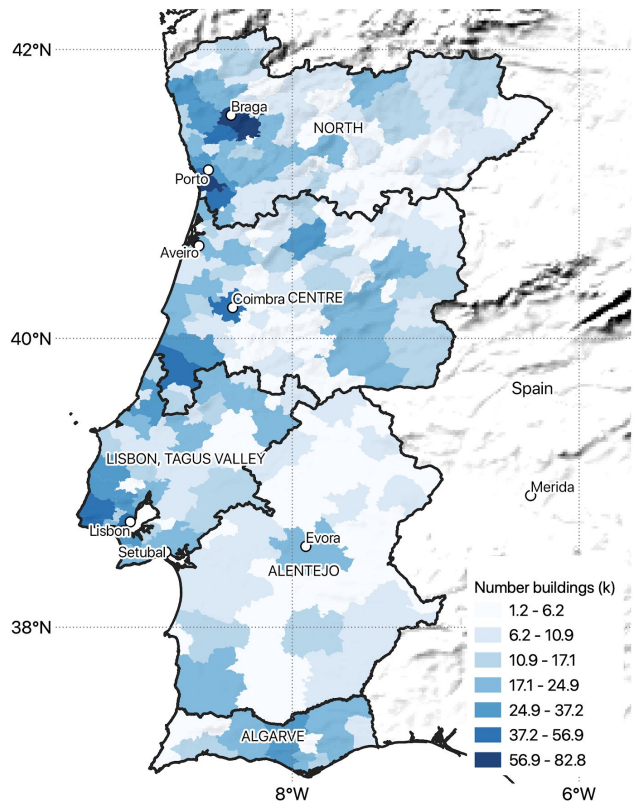 42°N
Braga
NORTH
Porto
Aveiro
Coimbra CENTRE
40°N
Spain
LISBON, TAGUS VALLEY
Merida
Lisbon
Evora
Setubal
ALENTEJO
Number buildings (k)
1.2 - 6.2
6.2 - 10.9
38°N
10.9 - 17.1
17.1 - 24.9
24.9 - 37.2
37.2 - 56.9
ALGARVE
56.9 - 82.8
8°W
6°W